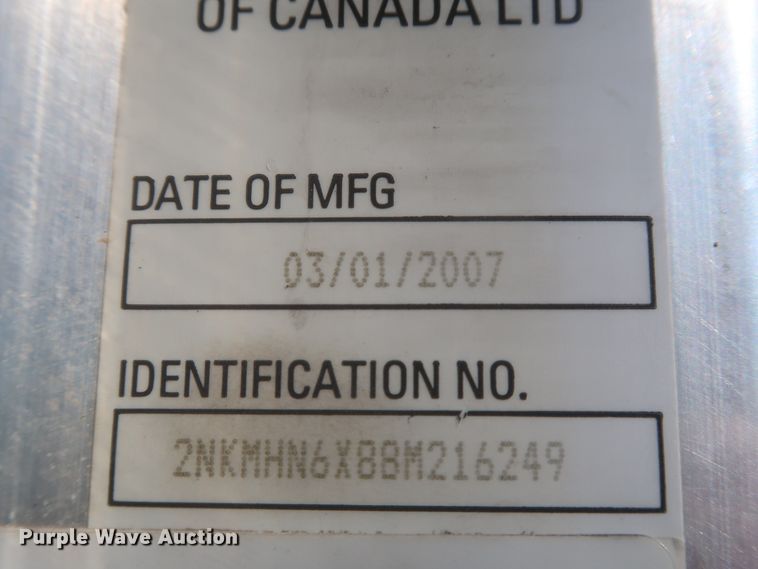 OF CANADA LTD
DATE OF MFG
03/01/2007
IDENTIFICATION NO.
2NKMHN6X88M216249
Purple Wave Auction